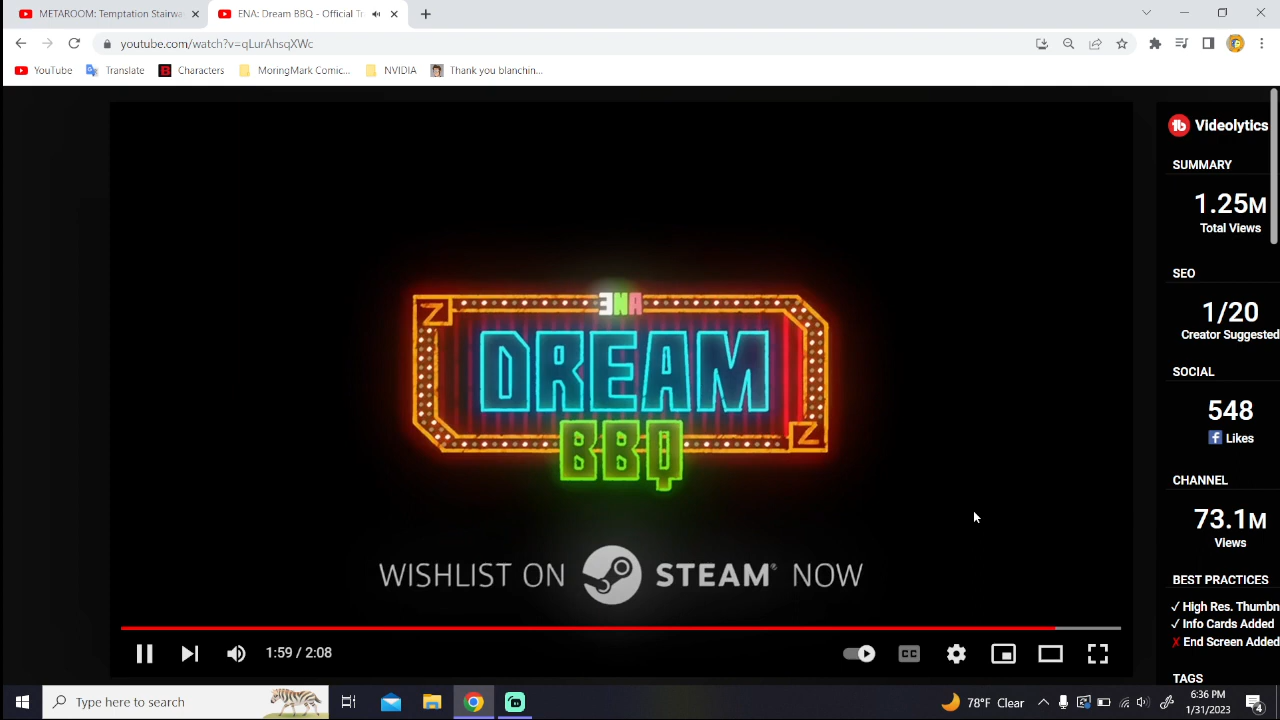 METAROOM: Temptation Stairwa
ENA: Dream BBQ - Official Tr
youtube.com/watch?v=qLurAhsqXWc
YouTube
Translate
B
Characters
MoringMark Comic...
NVIDIA
Thank you blanchin...
ENA
Z
DREAM
BBQ
Z
WISHLIST ON STEAM® NOW
1:59 / 2:08
CC
tb Videolytics
SUMMARY
1.25M
Total Views
SEO
1/20
Creator Suggested
SOCIAL
548
f Likes
CHANNEL
73.1M
Views
BEST PRACTICES
✓ High Res. Thumbn
✓ Info Cards Added
✗ End Screen Added
TAGS
Type here to search
78°F Clear
6:36 PM
1/31/2023
4